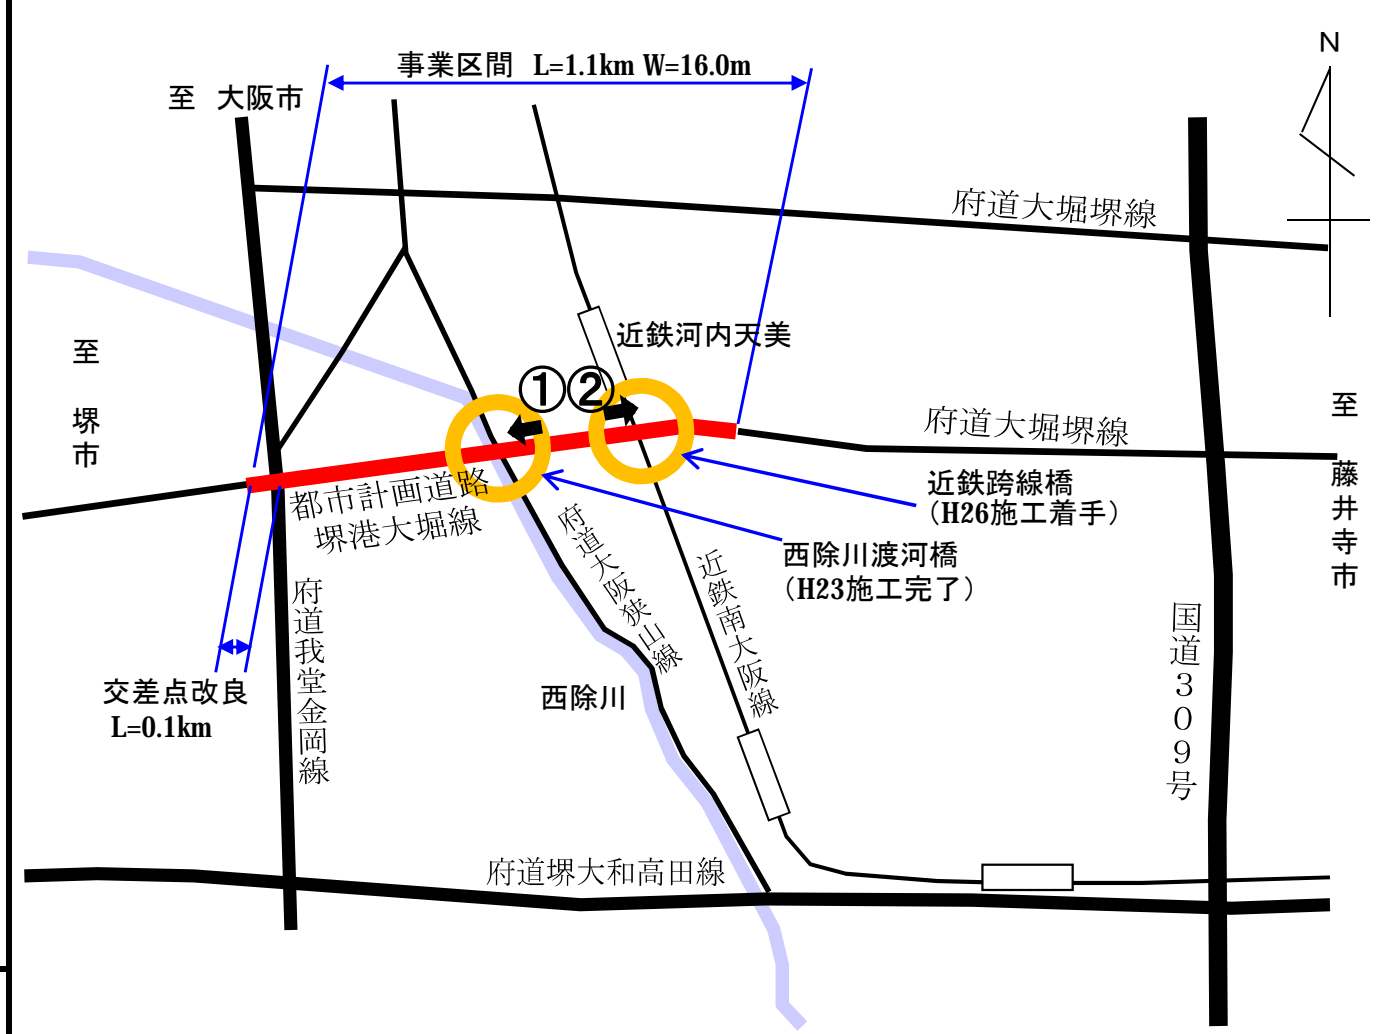 事業区間 L=1.1km W=16.0m
N
至 大阪市
府道大堀堺線
近鉄河内天美
至 堺市
①②
府道大堀堺線
至 藤井寺市
都市計画道路
堺港大堀線
近鉄跨線橋
（H26施工着手）
西除川渡河橋
（H23施工完了）
府道大阪狭山線
近鉄南大阪線
府道我堂金岡線
国道309号
西除川
交差点改良
L=0.1km
府道堺大和高田線